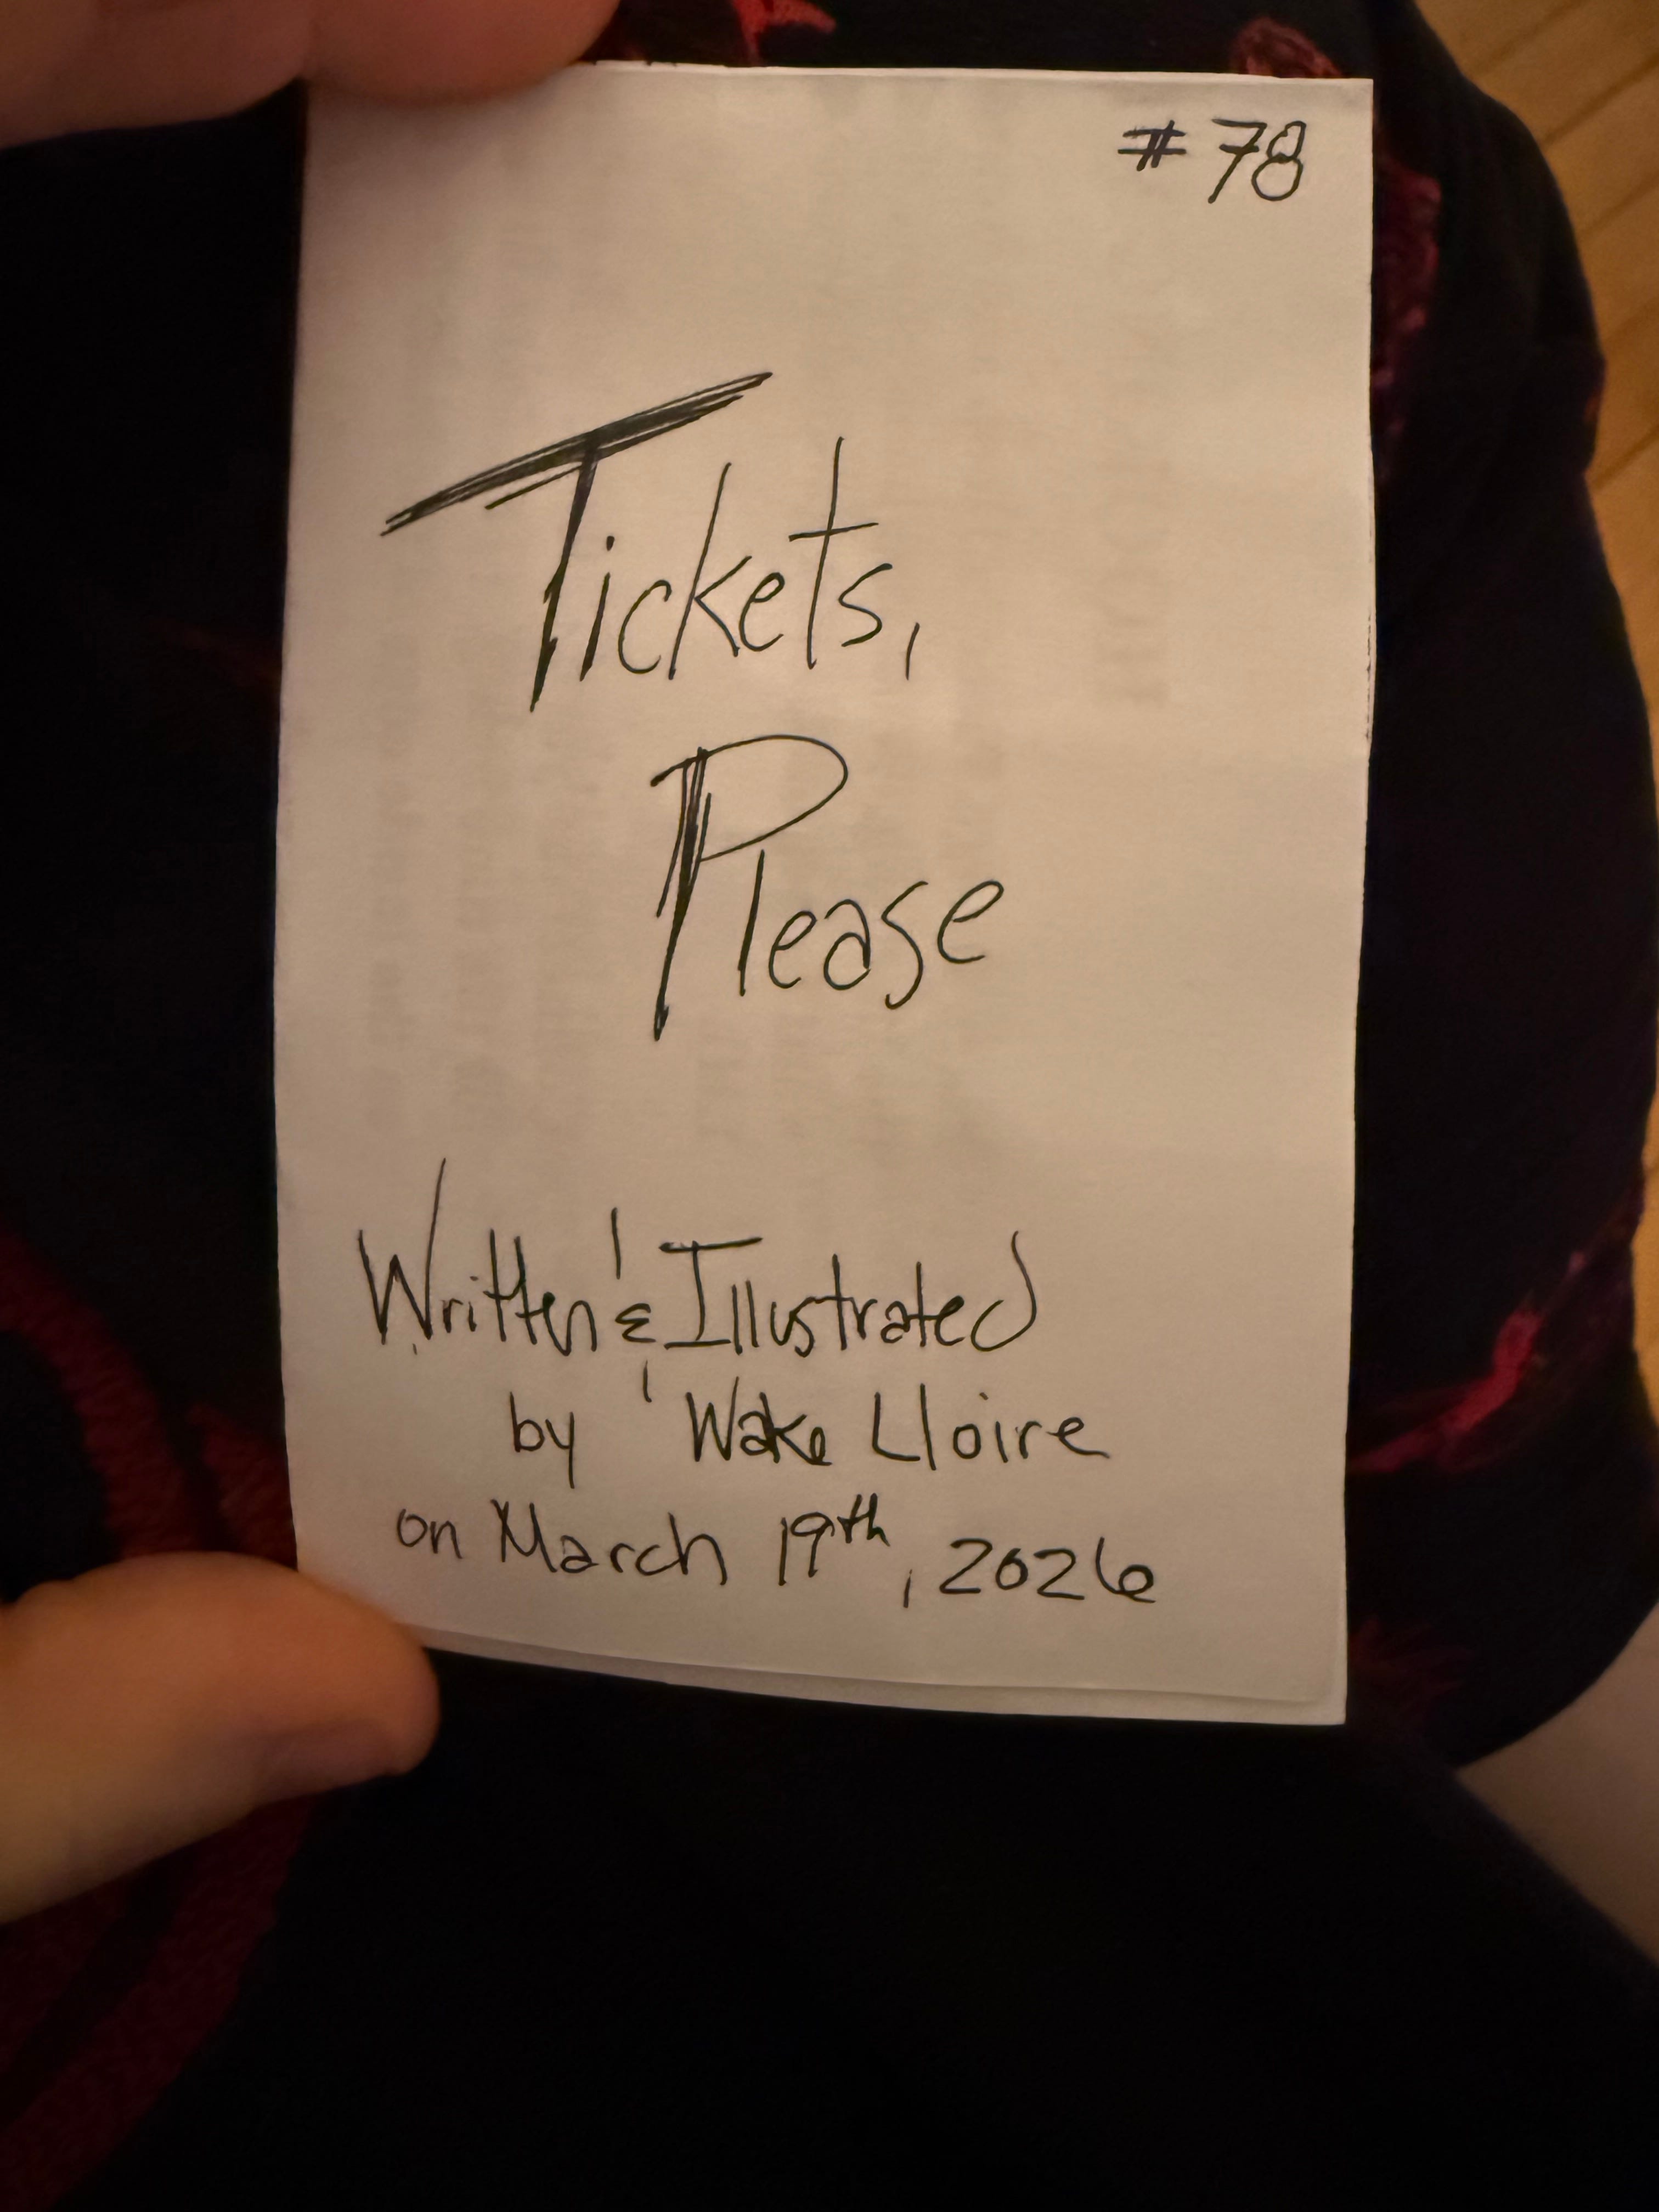 #78
Tickets,
Please
Written & Illustrated
by Wake Lloire
on March 19th, 2026